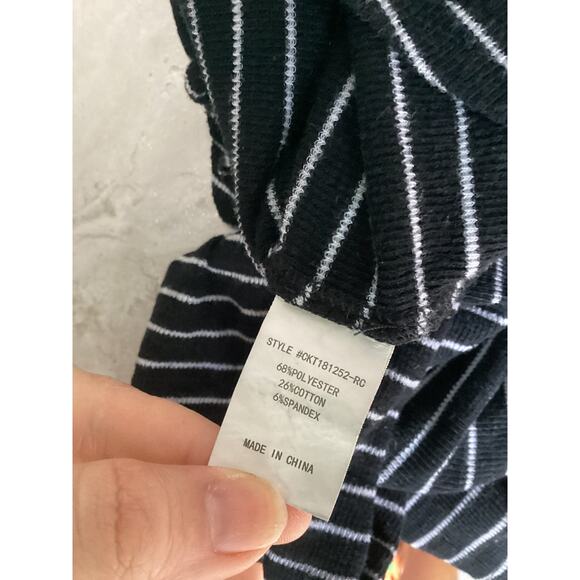 STYLE #CKT181252-RC
68%POLYESTER
26%COTTON
6%SPANDEX
MADE IN CHINA